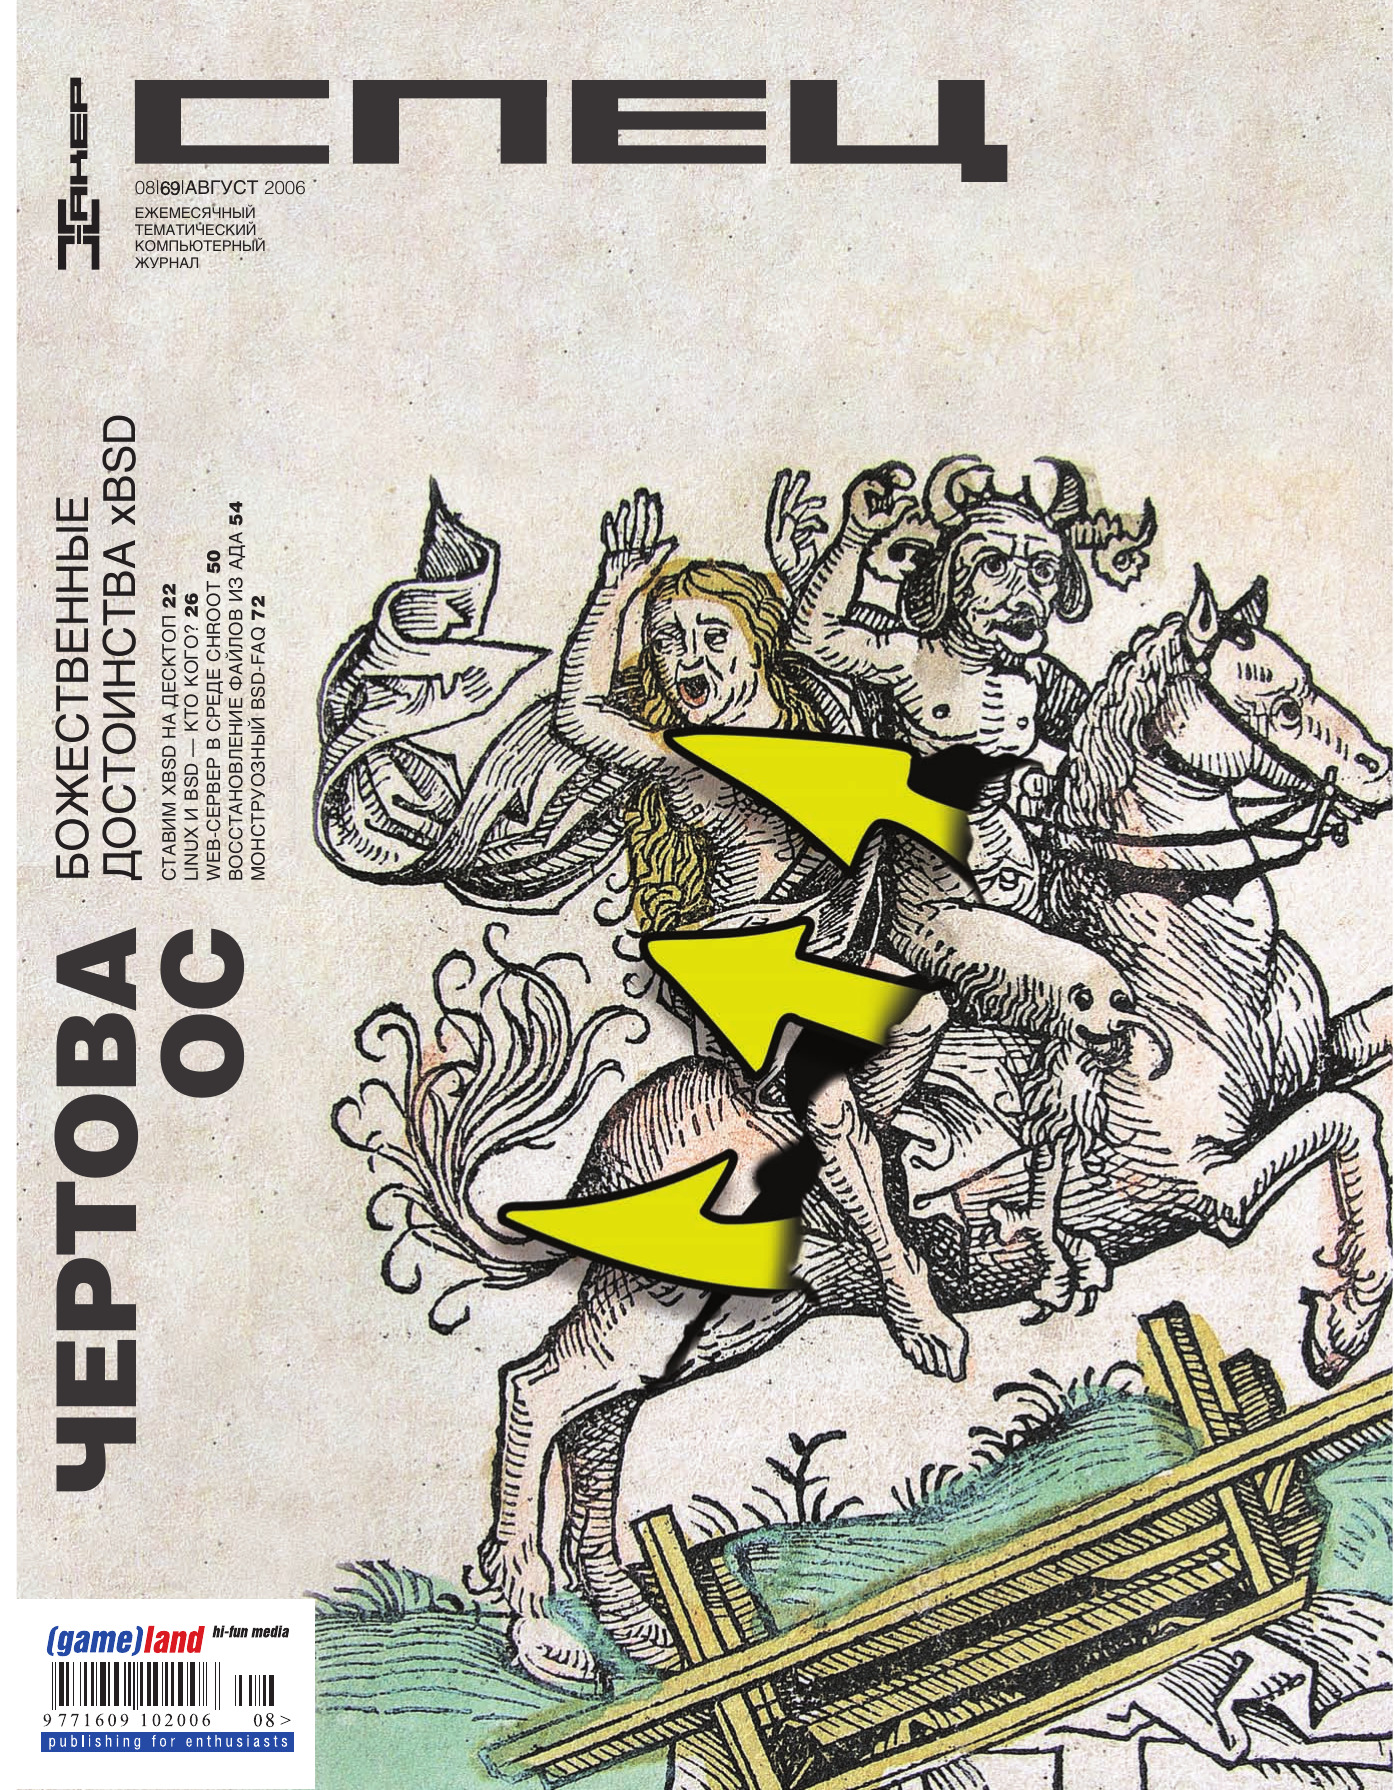 ХАКЕР
СПЕЦ
08|69|АВГУСТ 2006
ЕЖЕМЕСЯЧНЫЙ
ТЕМАТИЧЕСКИЙ
КОМПЬЮТЕРНЫЙ
ЖУРНАЛ
ЧЕРТОВА
ОС
БОЖЕСТВЕННЫЕ
ДОСТОИНСТВА xBSD
СТАВИМ XBSD НА ДЕСКТОП 22
LINUX И BSD — КТО КОГО? 26
WEB-СЕРВЕР В СРЕДЕ CHROOT 50
ВОССТАНОВЛЕНИЕ ФАЙЛОВ ИЗ АДА 54
МОНСТРУОЗНЫЙ BSD-FAQ 72
(game)land hi-fun media
9 771609 102006 08 >
publishing for enthusiasts